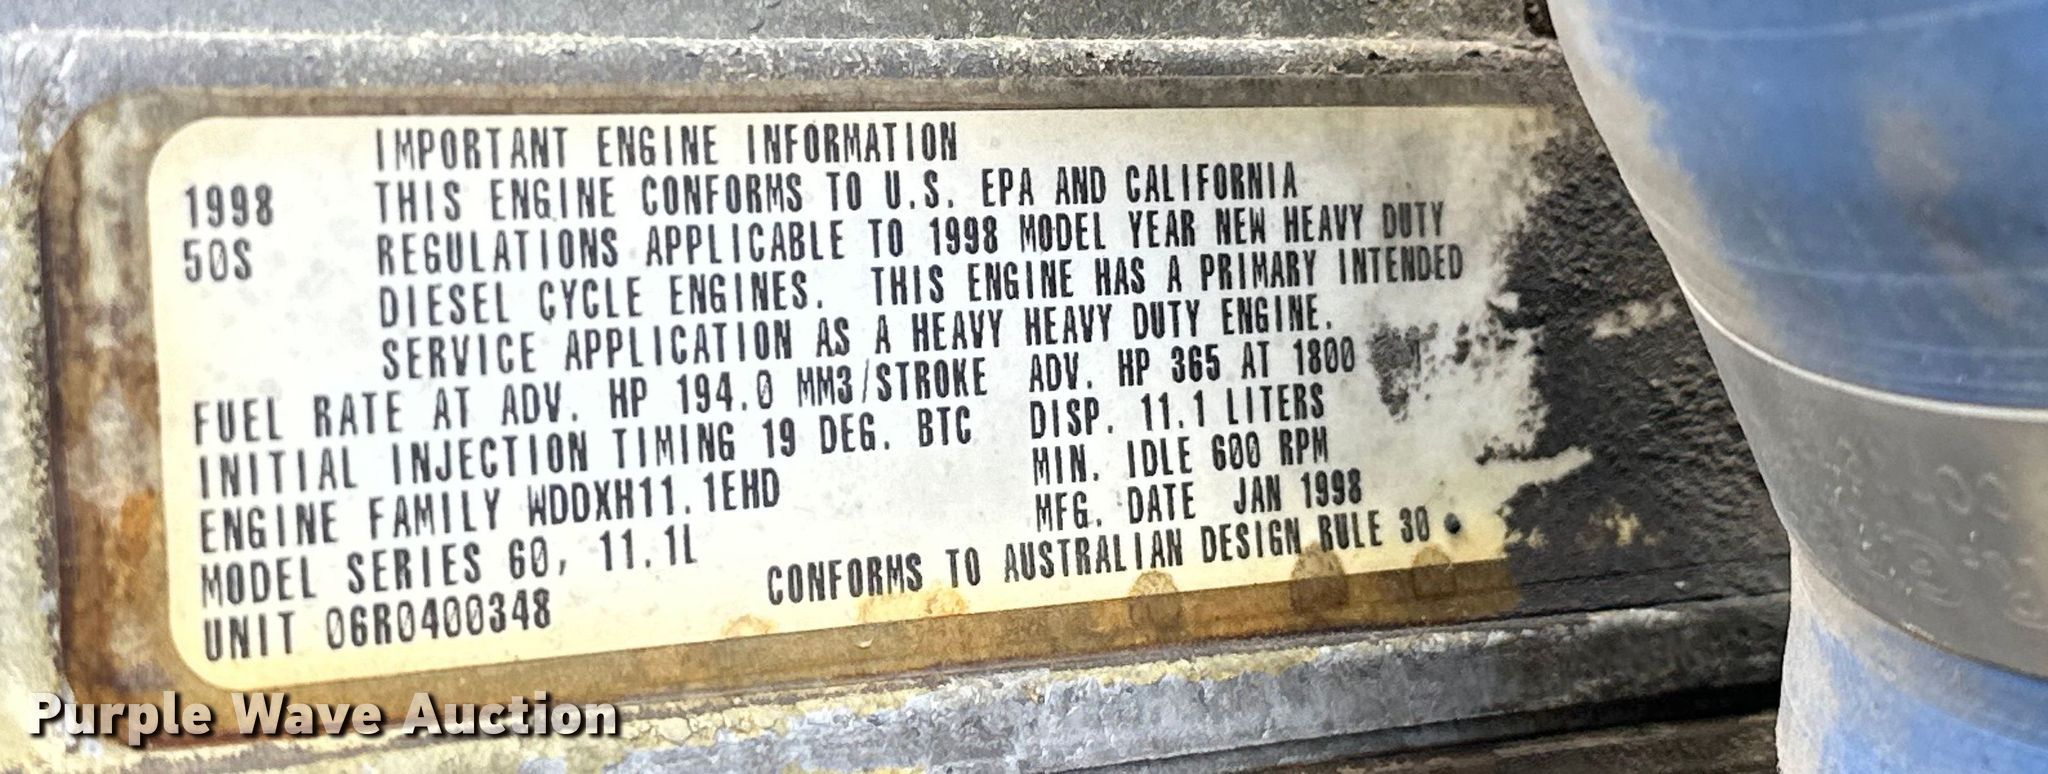 IMPORTANT ENGINE INFORMATION
1998 THIS ENGINE CONFORMS TO U.S. EPA AND CALIFORNIA
50S REGULATIONS APPLICABLE TO 1998 MODEL YEAR NEW HEAVY DUTY
DIESEL CYCLE ENGINES. THIS ENGINE HAS A PRIMARY INTENDED
SERVICE APPLICATION AS A HEAVY HEAVY DUTY ENGINE.
FUEL RATE AT ADV. HP 194.0 MM3/STROKE ADV. HP 365 AT 1800
INITIAL INJECTION TIMING 19 DEG. BTC DISP. 11.1 LITERS
ENGINE FAMILY WDDXH11.1EHD MIN. IDLE 600 RPM
MODEL SERIES 60, 11.1L MFG. DATE JAN 1998
UNIT 06R0400348 CONFORMS TO AUSTRALIAN DESIGN RULE 30
Purple Wave Auction